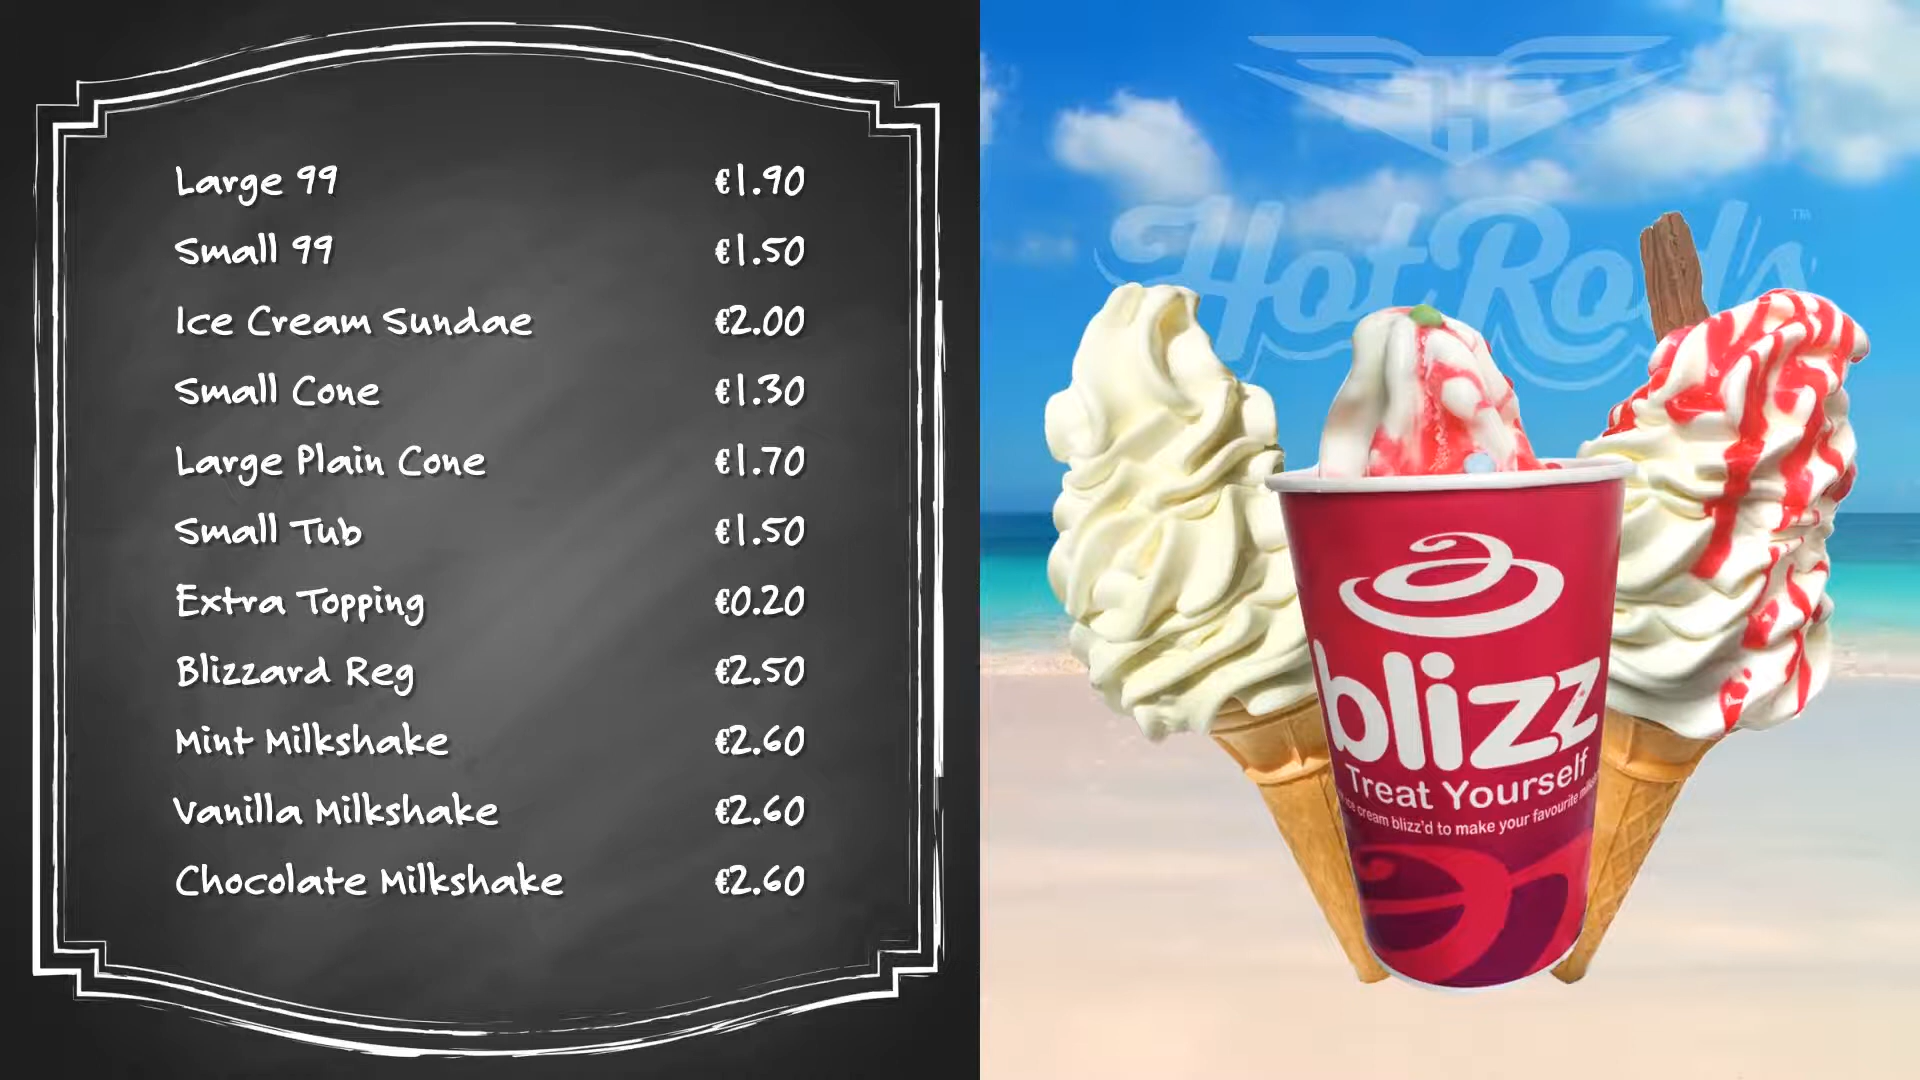 Large 99 €1.90
Small 99 €1.50
Ice Cream Sundae €2.00
Small Cone €1.30
Large Plain Cone €1.70
Small Tub €1.50
Extra Topping €0.20
Blizzard Reg €2.50
Mint Milkshake €2.60
Vanilla Milkshake €2.60
Chocolate Milkshake €2.60
H
Hot Rods™
blizz
Treat Yourself
ice cream blizz'd to make your favourite